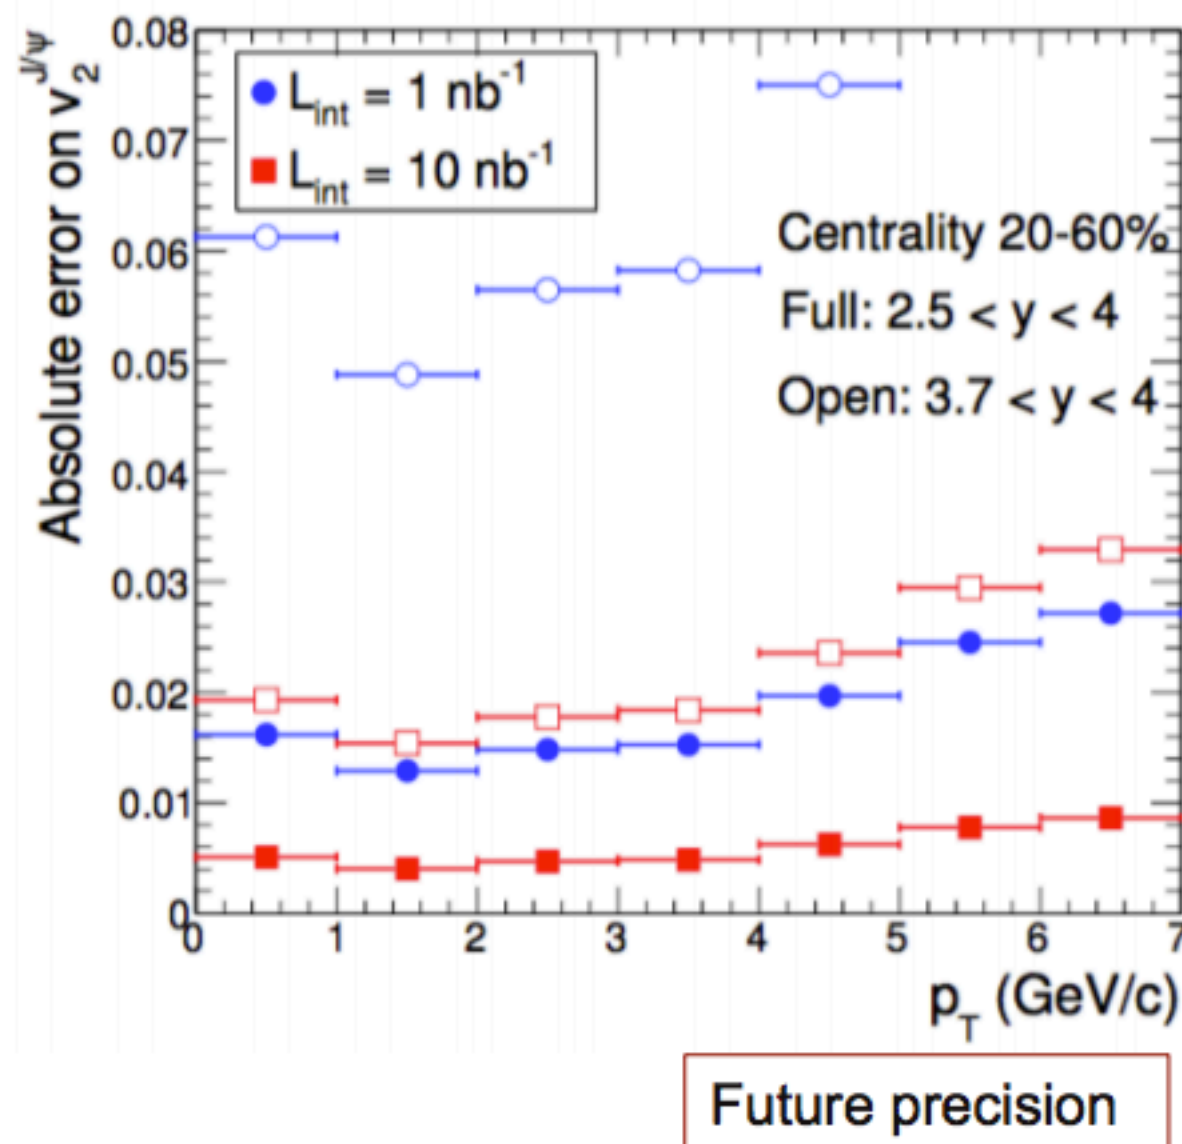 Absolute error on v₂^J/ψ
0.08
0.07
0.06
0.05
0.04
0.03
0.02
0.01
0
L_int = 1 nb⁻¹
L_int = 10 nb⁻¹
Centrality 20-60%
Full: 2.5 < y < 4
Open: 3.7 < y < 4
0 1 2 3 4 5 6 7
p_T (GeV/c)
Future precision